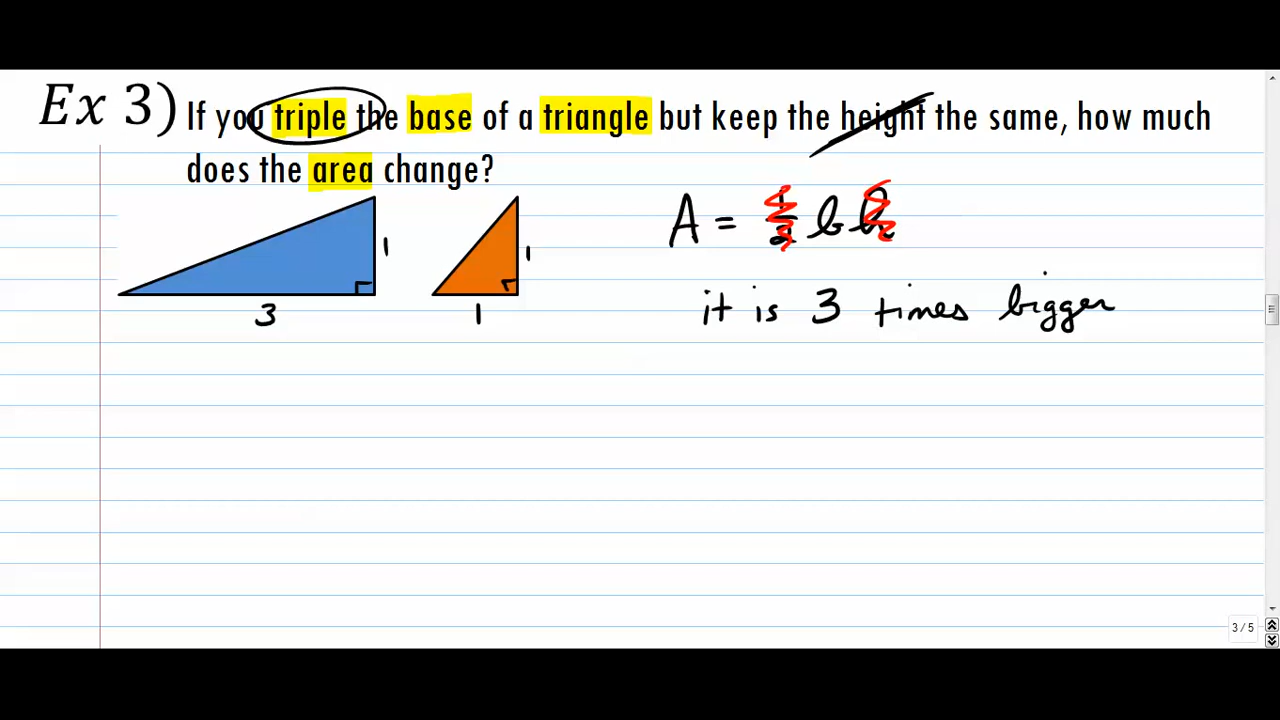 Ex 3) If you triple the base of a triangle but keep the height the same, how much
does the area change?
A = 1/2 b h
1
1
3
1
it is 3 times bigger
3 / 5